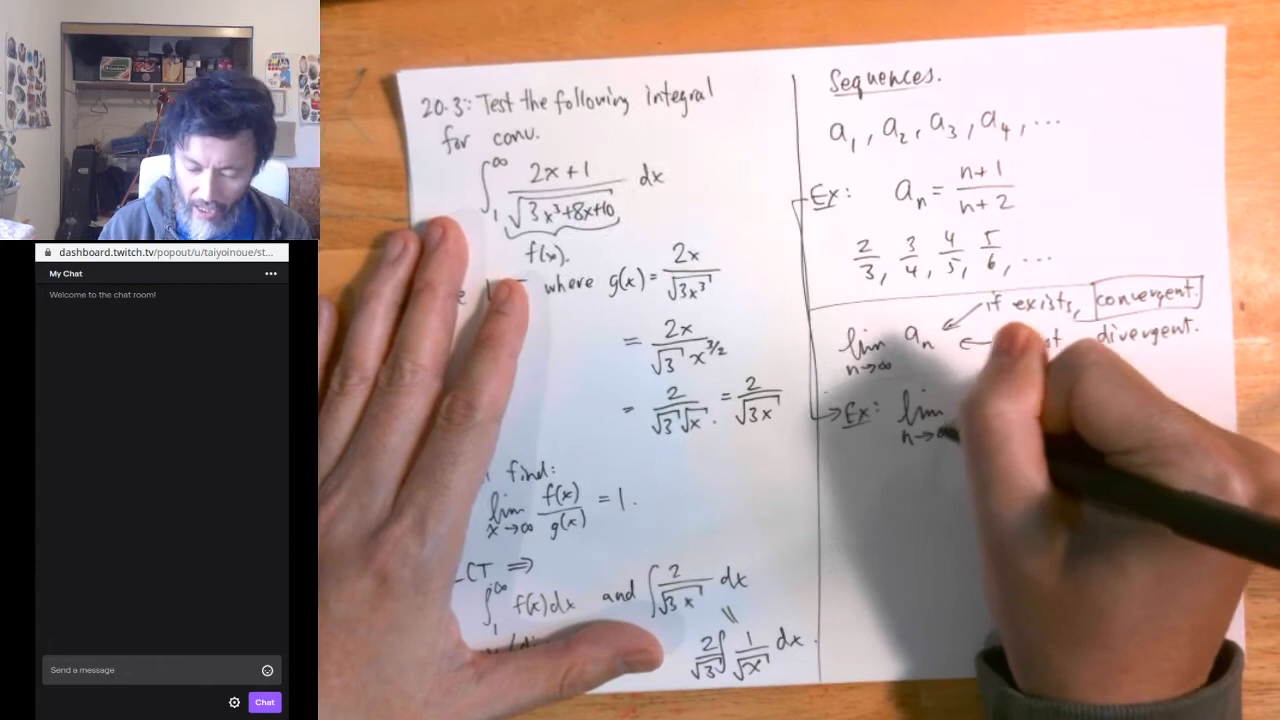 dashboard.twitch.tv/popout/u/taiyoinoue/st...
My Chat
Welcome to the chat room!
Send a message
Chat
20.3: Test the following integral
for conv.
∫₁^∞ (2x+1)/√(3x³+8x+10) dx
f(x).
where g(x) = 2x/√(3x³)
= 2x/(√3 x^(3/2))
= 2/(√3 √x) . = 2/√(3x)
find:
lim x→∞ f(x)/g(x) = 1.
LCT ⇒
∫₁^∞ f(x)dx and ∫ 2/√(3x) dx
2/√3 ∫ 1/√x dx .
Sequences.
a₁, a₂, a₃, a₄, ...
Ex: aₙ = (n+1)/(n+2)
2/3, 3/4, 4/5, 5/6, ...
if exists, convergent.
lim n→∞ aₙ ← divergent.
→ Ex: lim n→∞